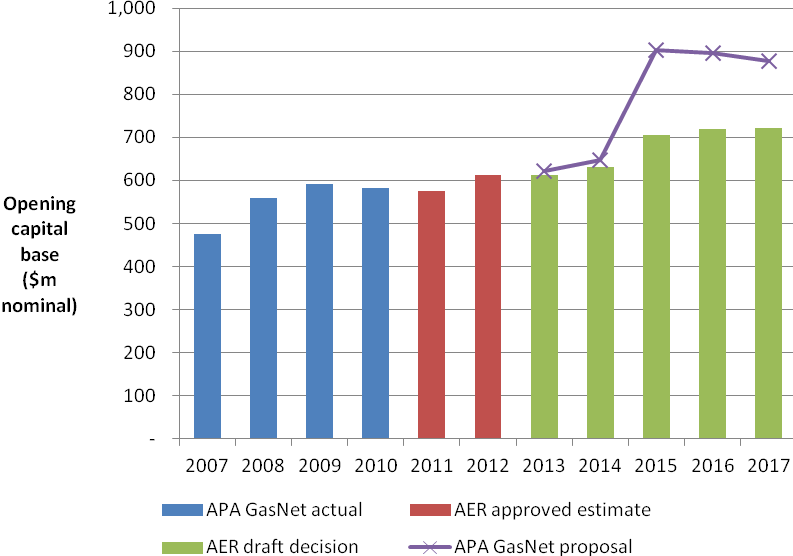 1,000
900
800
700
600
500
400
300
200
100
-
Opening
capital
base
($m
nominal)
2007 2008 2009 2010 2011 2012 2013 2014 2015 2016 2017
APA GasNet actual AER approved estimate
AER draft decision APA GasNet proposal